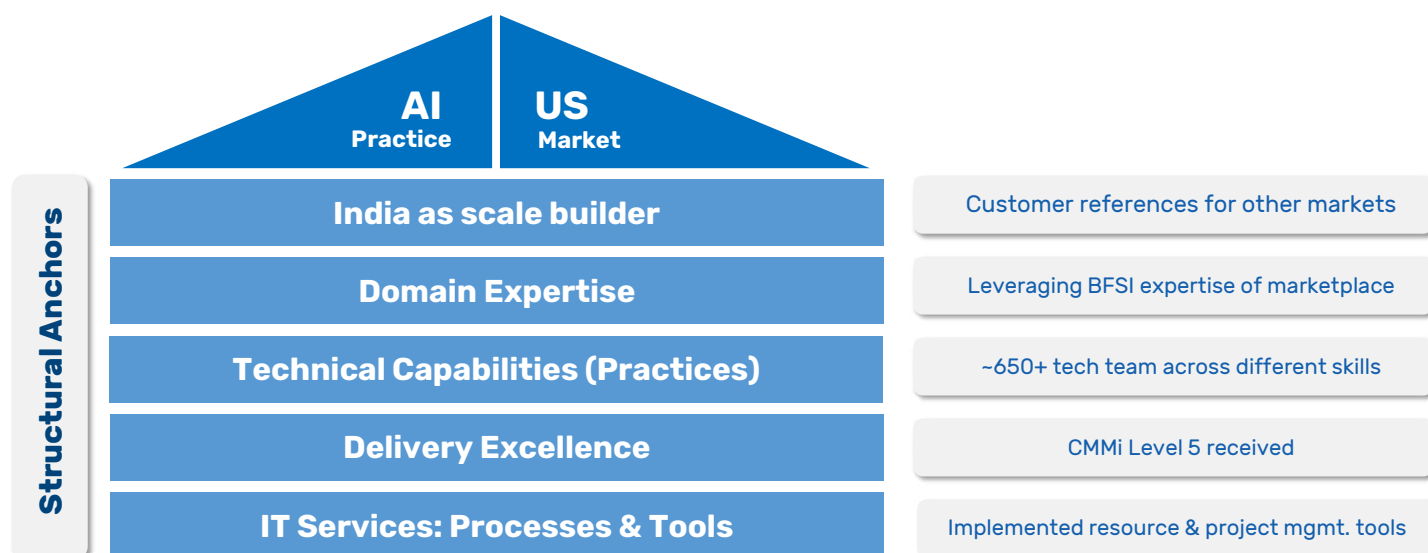 AI
Practice
US
Market
Structural Anchors
India as scale builder
Customer references for other markets
Domain Expertise
Leveraging BFSI expertise of marketplace
Technical Capabilities (Practices)
~650+ tech team across different skills
Delivery Excellence
CMMi Level 5 received
IT Services: Processes & Tools
Implemented resource & project mgmt. tools